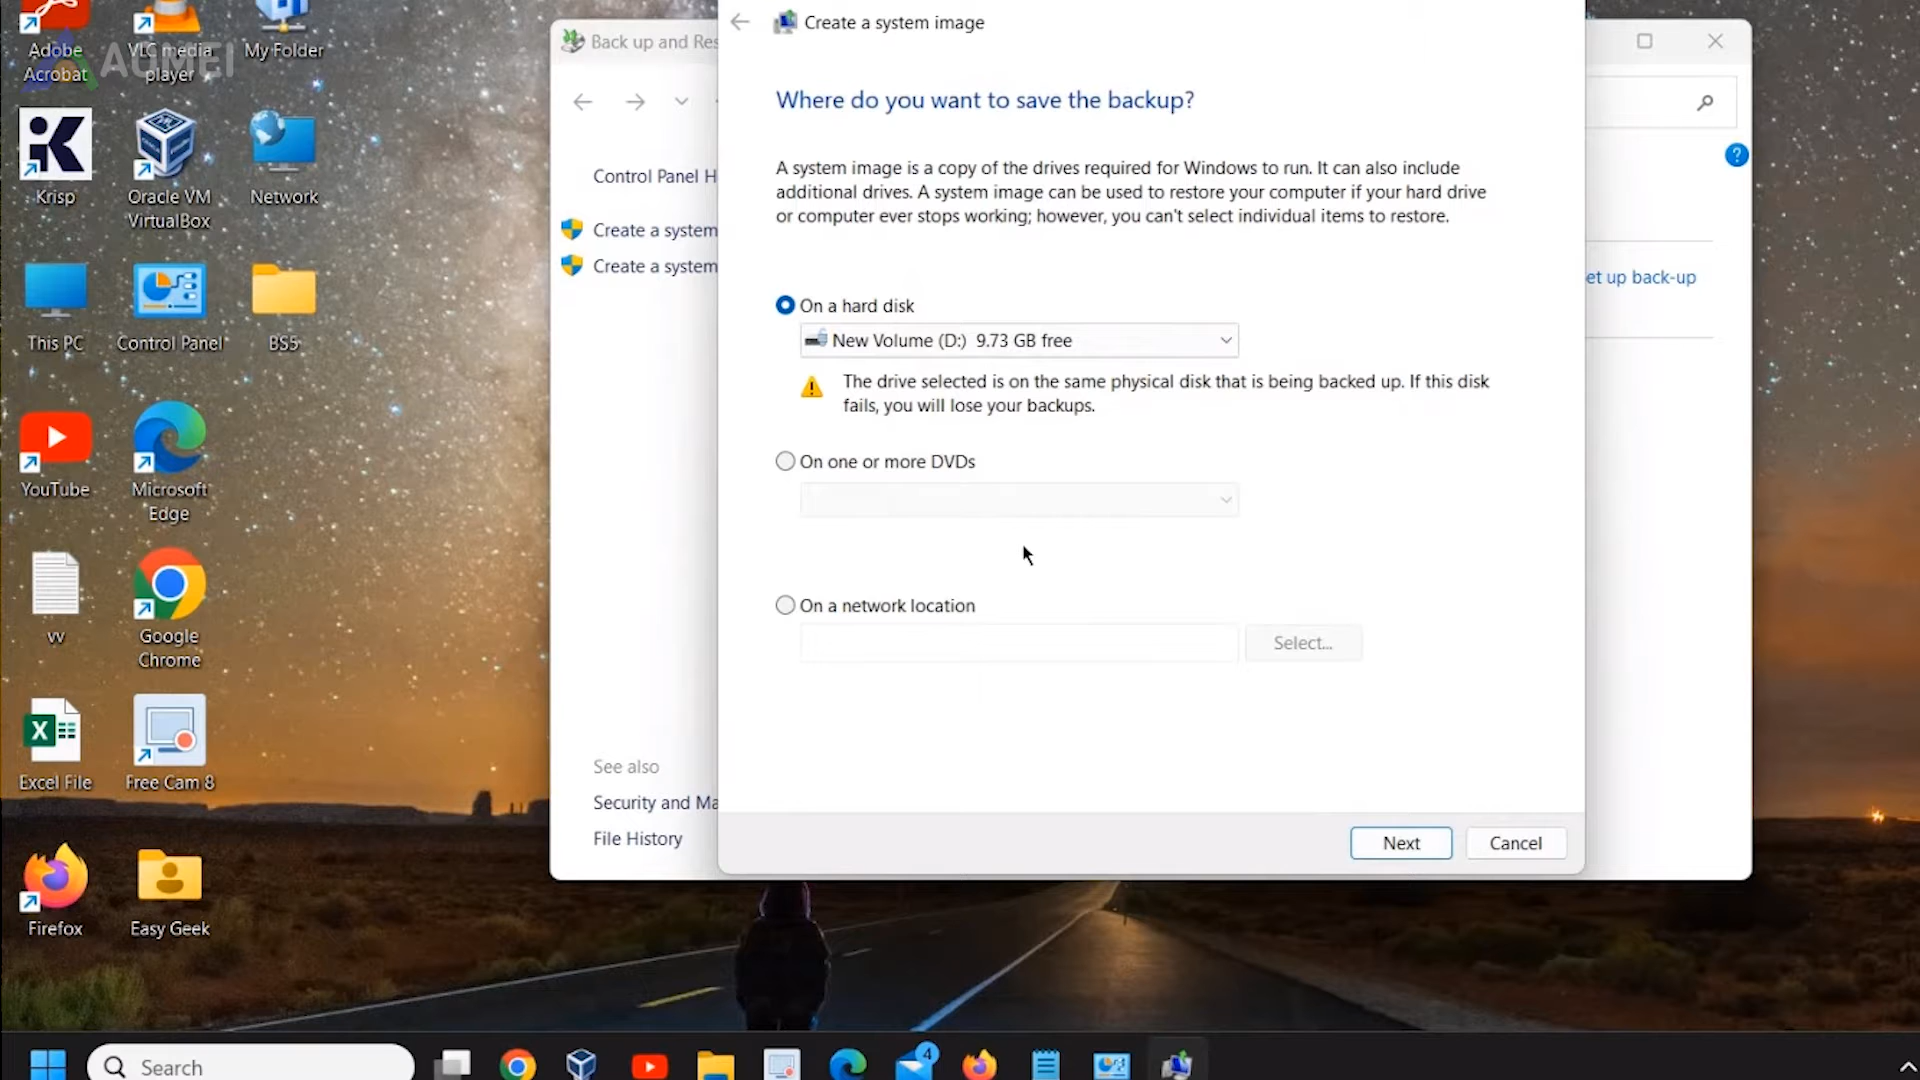 Adobe
Acrobat
VLC media
player
My Folder
AOMEI
Krisp
Oracle VM
VirtualBox
Network
This PC
Control Panel
BS5
YouTube
Microsoft
Edge
vv
Google
Chrome
Excel File
Free Cam 8
Firefox
Easy Geek
Back up and Res
Control Panel H
Create a system
Create a system
See also
Security and Ma
File History
et up back-up
Create a system image
Where do you want to save the backup?
A system image is a copy of the drives required for Windows to run. It can also include
additional drives. A system image can be used to restore your computer if your hard drive
or computer ever stops working; however, you can't select individual items to restore.
On a hard disk
New Volume (D:) 9.73 GB free
The drive selected is on the same physical disk that is being backed up. If this disk
fails, you will lose your backups.
On one or more DVDs
On a network location
Select...
Next
Cancel
Search
4